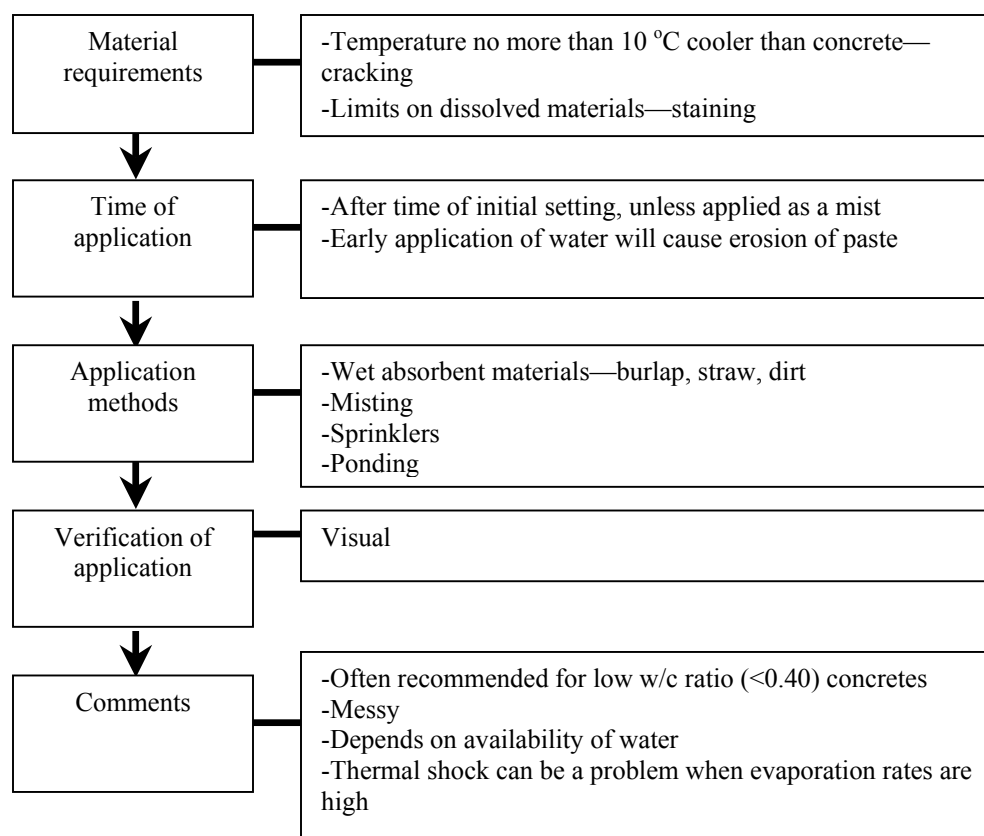 Material
requirements
-Temperature no more than 10 °C cooler than concrete—
cracking
-Limits on dissolved materials—staining
Time of
application
-After time of initial setting, unless applied as a mist
-Early application of water will cause erosion of paste
Application
methods
-Wet absorbent materials—burlap, straw, dirt
-Misting
-Sprinklers
-Ponding
Verification of
application
Visual
Comments
-Often recommended for low w/c ratio (<0.40) concretes
-Messy
-Depends on availability of water
-Thermal shock can be a problem when evaporation rates are
high